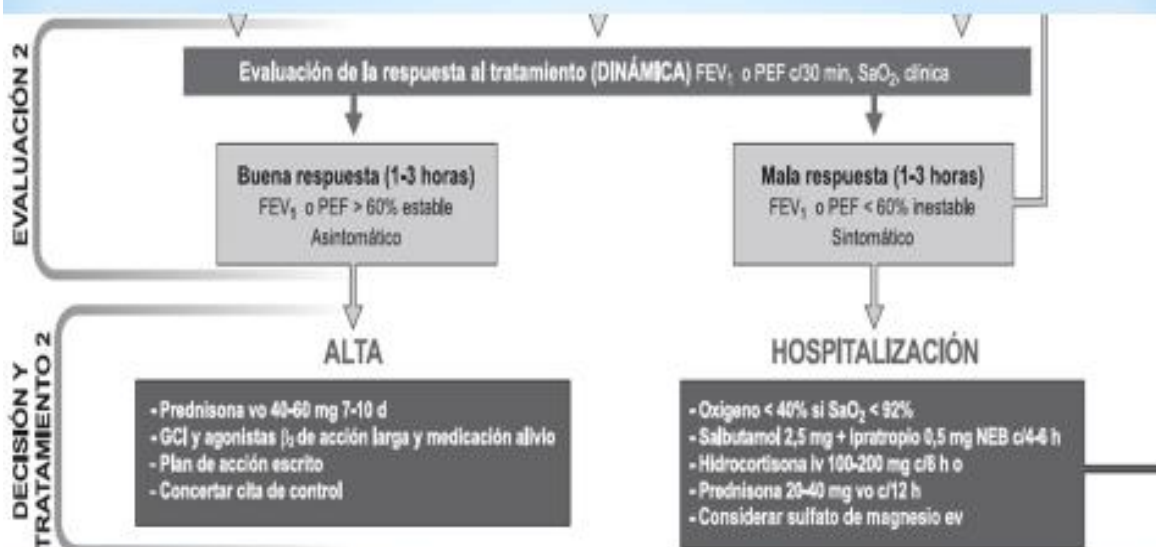 EVALUACIÓN 2
Evaluación de la respuesta al tratamiento (DINÁMICA) FEV₁ o PEF c/30 min, SaO₂, clínica
Buena respuesta (1-3 horas)
FEV₁ o PEF > 60% estable
Asintomático
Mala respuesta (1-3 horas)
FEV₁ o PEF < 60% inestable
Sintomático
DECISIÓN Y
TRATAMIENTO 2
ALTA
- Prednisona vo 40-60 mg 7-10 d
- GCI y agonistas β₂ de acción larga y medicación alivio
- Plan de acción escrito
- Concertar cita de control
HOSPITALIZACIÓN
- Oxígeno < 40% si SaO₂ < 92%
- Salbutamol 2,5 mg + ipratropio 0,5 mg NEB c/4-6 h
- Hidrocortisona iv 100-200 mg c/6 h o
- Prednisona 20-40 mg vo c/12 h
- Considerar sulfato de magnesio ev